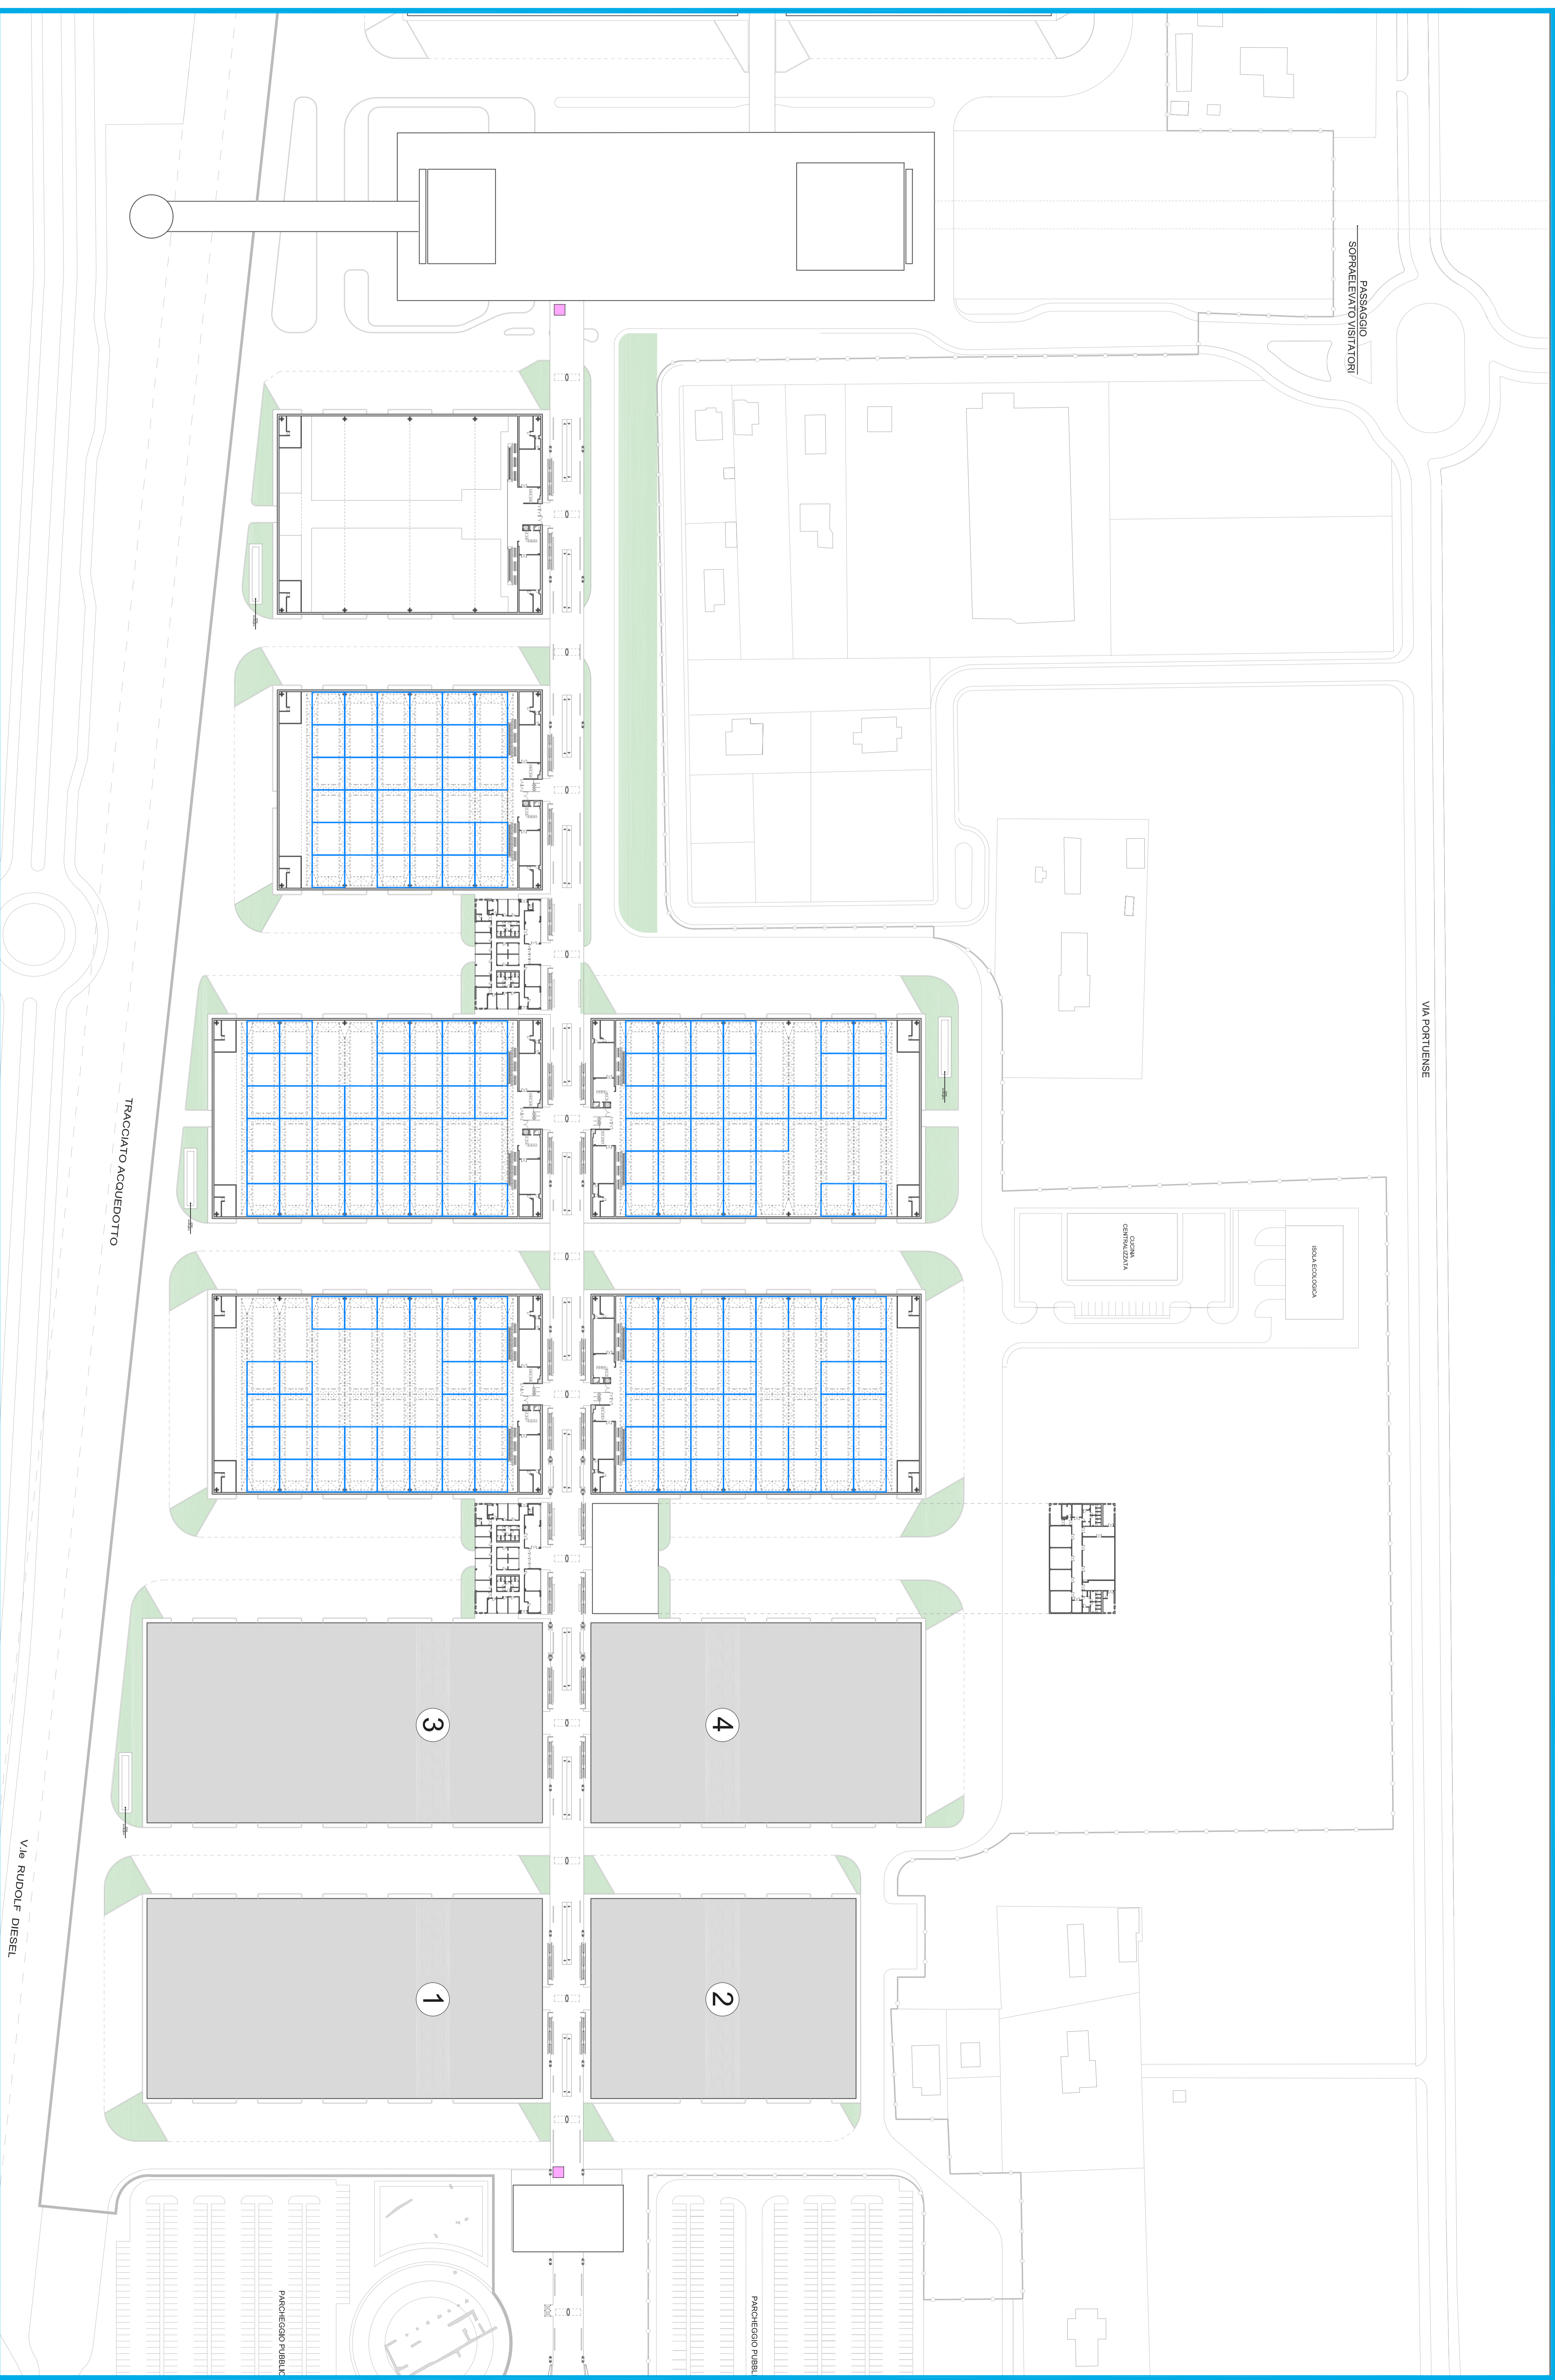 PASSAGGIO
SOPRAELEVATO VISITATORI
VIA PORTUENSE
TRACCIATO ACQUEDOTTO
CUCINA
CENTRALIZZATA
ISOLA ECOLOGICA
3
4
1
2
V.le RUDOLF DIESEL
PARCHEGGIO PUBBLIC
PARCHEGGIO PUBBL